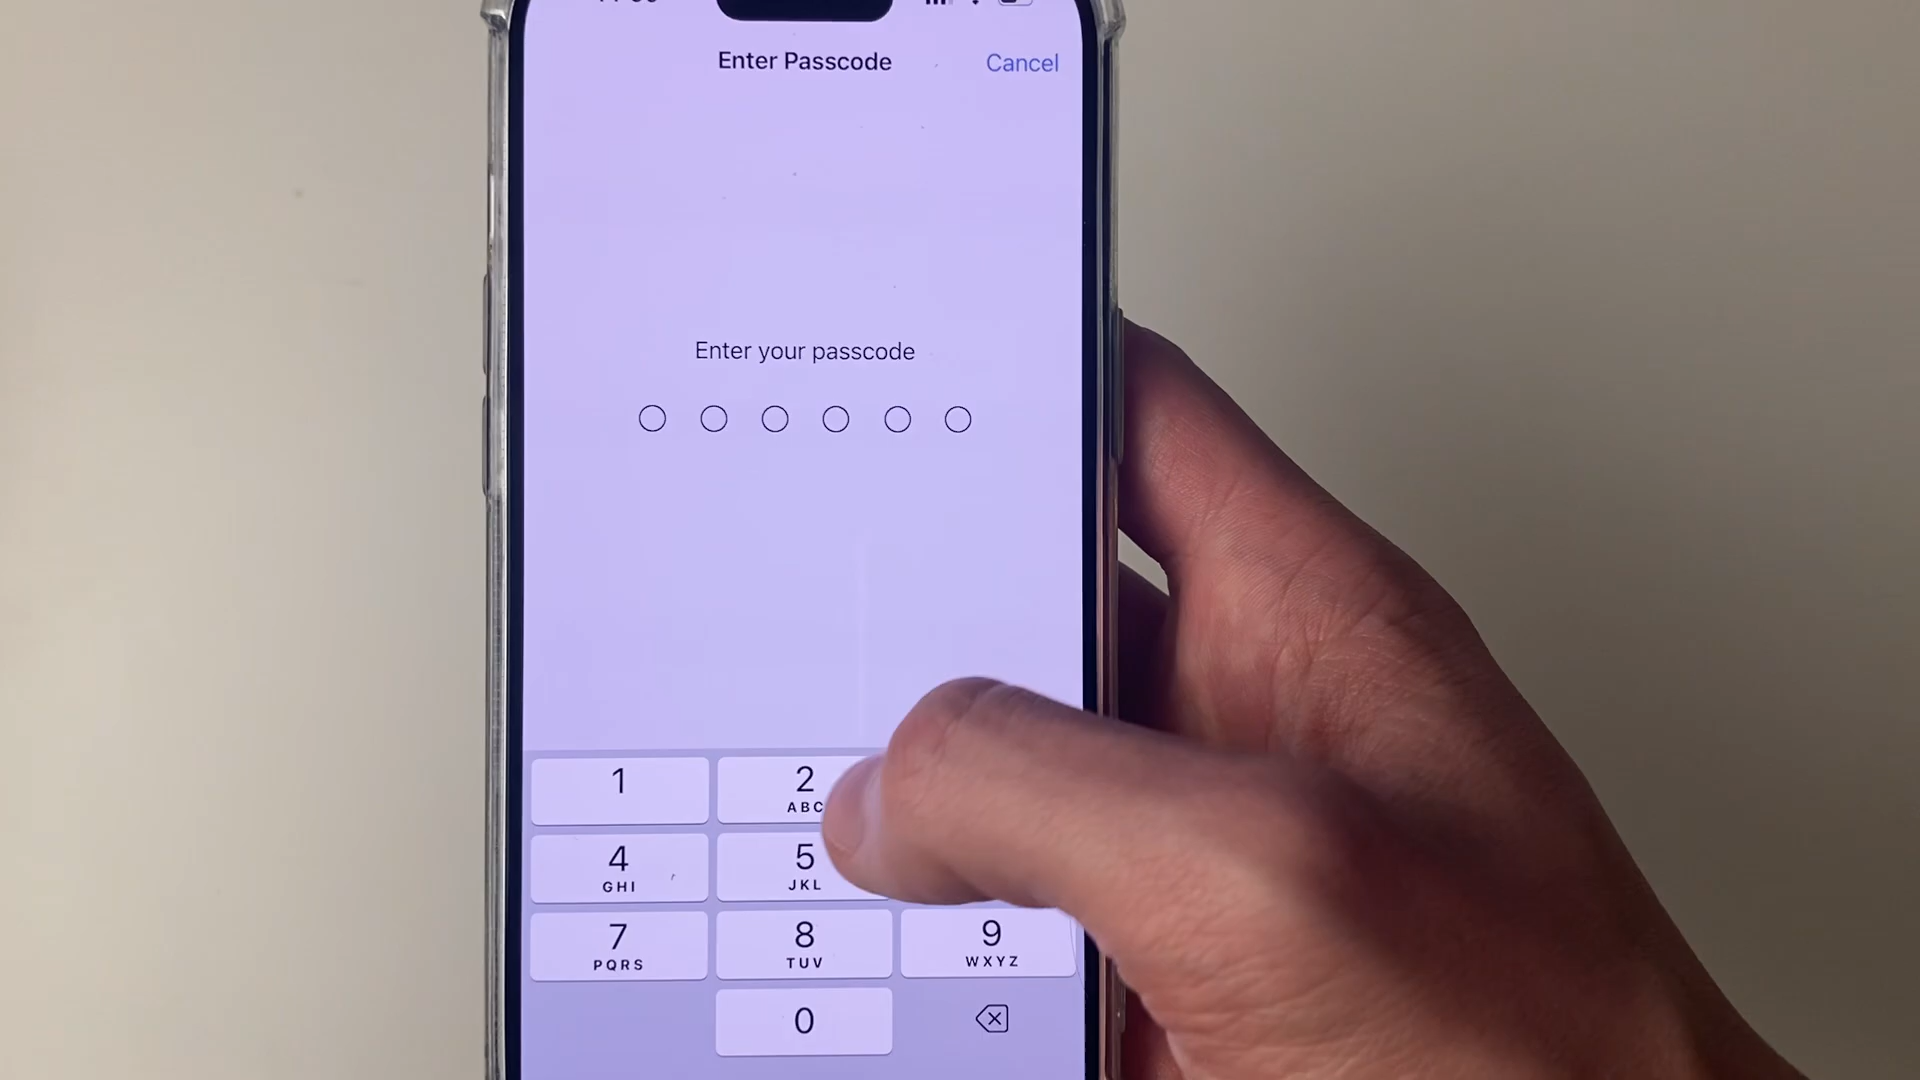 Enter Passcode Cancel
Enter your passcode
1 2
ABC
4 5
GHI JKL
7 8 9
PQRS TUV WXYZ
0